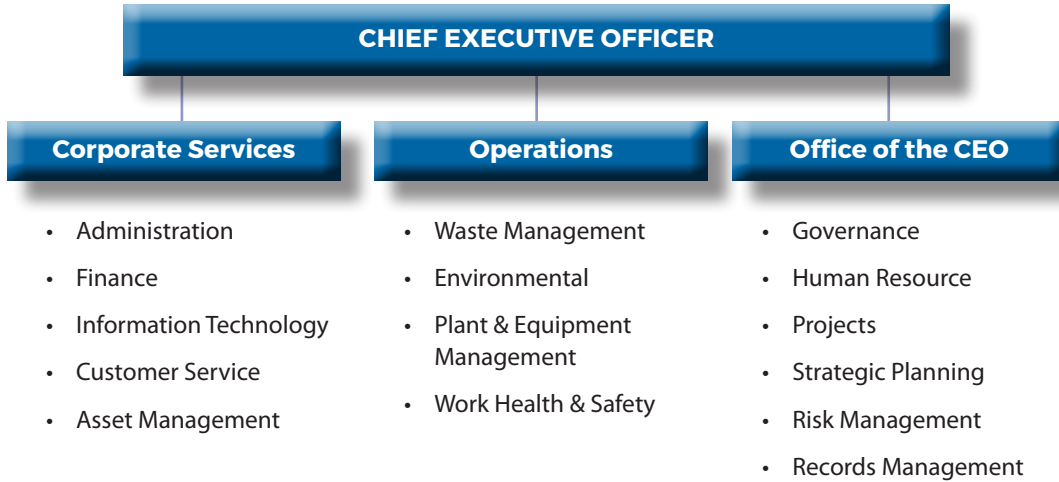 CHIEF EXECUTIVE OFFICER
Corporate Services
• Administration
• Finance
• Information Technology
• Customer Service
• Asset Management
Operations
• Waste Management
• Environmental
• Plant & Equipment
Management
• Work Health & Safety
Office of the CEO
• Governance
• Human Resource
• Projects
• Strategic Planning
• Risk Management
• Records Management